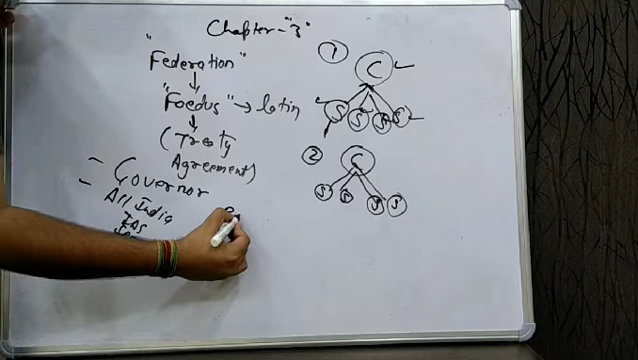 Chapter - "3"
"Federation"
"Foedus" → latin
(Treaty
Agreement)
- Governor
- All India
IAS
①
C
S S S S
②
C
S S S S